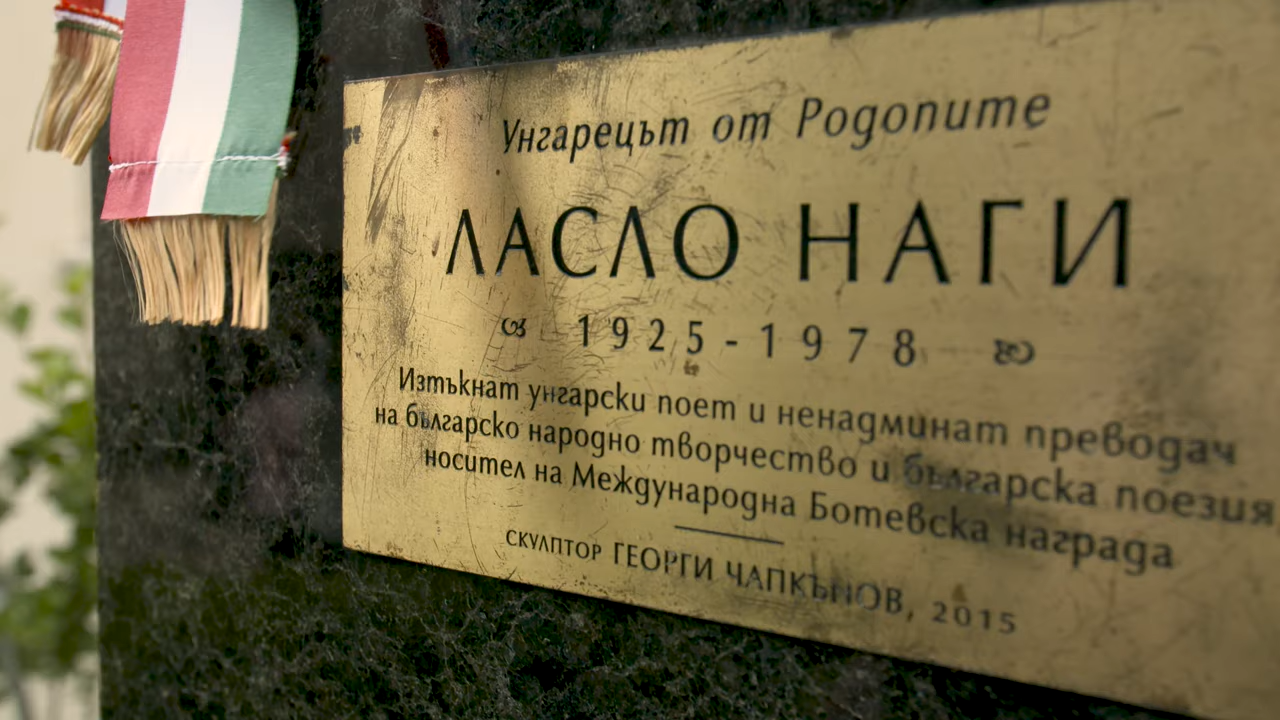 Унгарецът от Родопите
ЛАСЛО НАГИ
1925-1978
Изтъкнат унгарски поет и ненадминат преводач
на българско народно творчество и българска поезия
носител на Международна Ботевска награда
СКУЛПТОР ГЕОРГИ ЧАПКЪНОВ, 2015